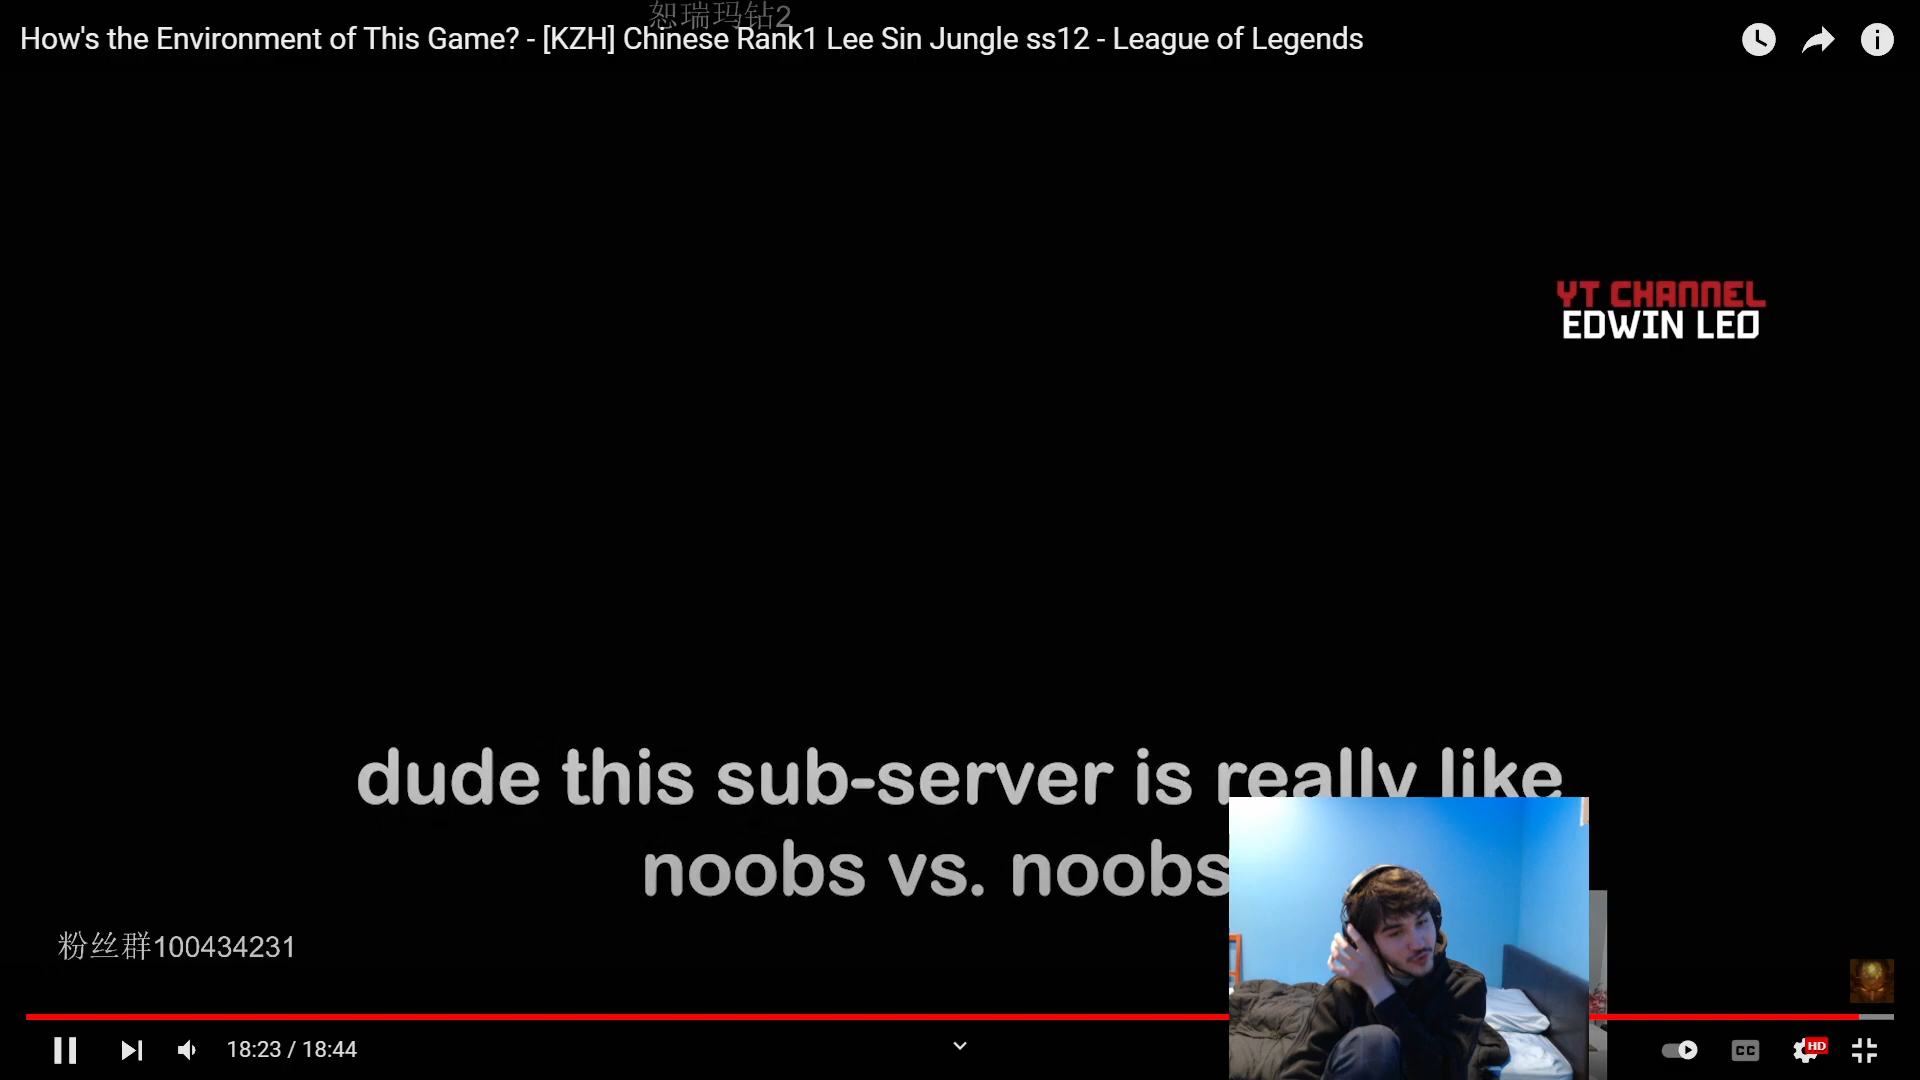 恕瑞玛钻2
How's the Environment of This Game? - [KZH] Chinese Rank1 Lee Sin Jungle ss12 - League of Legends
YT CHANNEL
EDWIN LEO
dude this sub-server is really like
noobs vs. noobs
粉丝群100434231
18:23 / 18:44
CC
HD